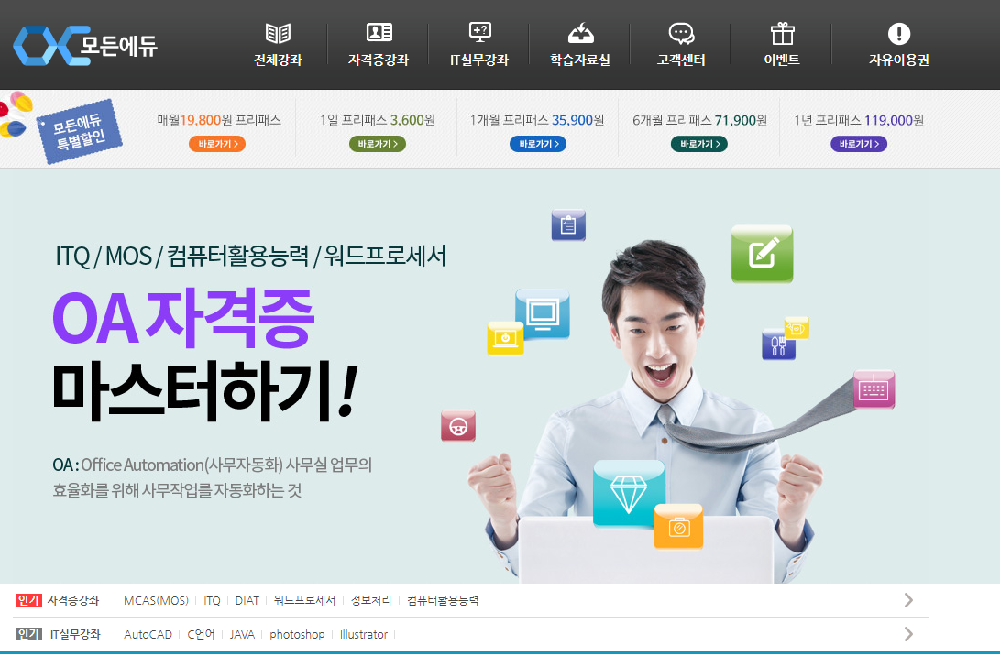 모든에듀
전체강좌
자격증강좌
IT실무강좌
학습자료실
고객센터
이벤트
자유이용권
모든에듀
특별할인
매월19,800원 프리패스
바로가기 >
1일 프리패스 3,600원
바로가기 >
1개월 프리패스 35,900원
바로가기 >
6개월 프리패스 71,900원
바로가기 >
1년 프리패스 119,000원
바로가기 >
ITQ / MOS / 컴퓨터활용능력 / 워드프로세서
OA 자격증
마스터하기!
OA : Office Automation(사무자동화) 사무실 업무의
효율화를 위해 사무작업를 자동화하는 것
인기 자격증강좌 MCAS(MOS) | ITQ | DIAT | 워드프로세서 | 정보처리 | 컴퓨터활용능력
인기 IT실무강좌 AutoCAD | C언어 | JAVA | photoshop | Illustrator |